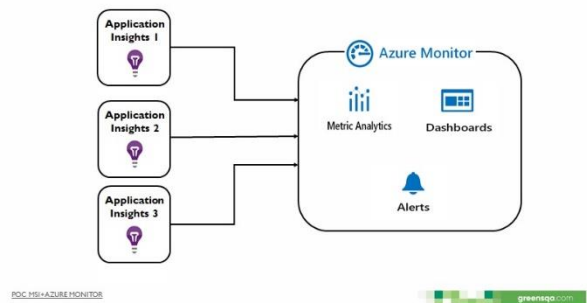 Application
Insights 1
Application
Insights 2
Application
Insights 3
Azure Monitor
Metric Analytics
Dashboards
Alerts
POC MSI+AZURE MONITOR
greensqa.com